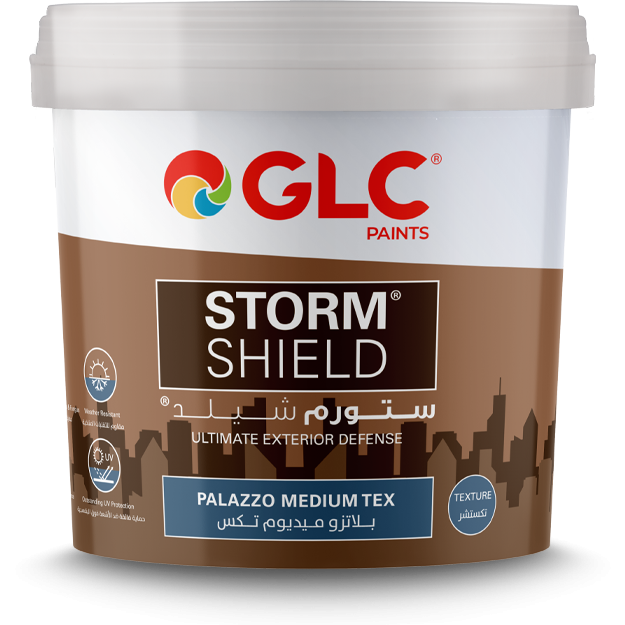 GLC®
PAINTS
STORM®
SHIELD
ستورم شيلد®
ULTIMATE EXTERIOR DEFENSE
Weather Resistant
UV
Outstanding UV Protection
PALAZZO MEDIUM TEX
بلاتزو ميديوم تكس
TEXTURE
تكستشر